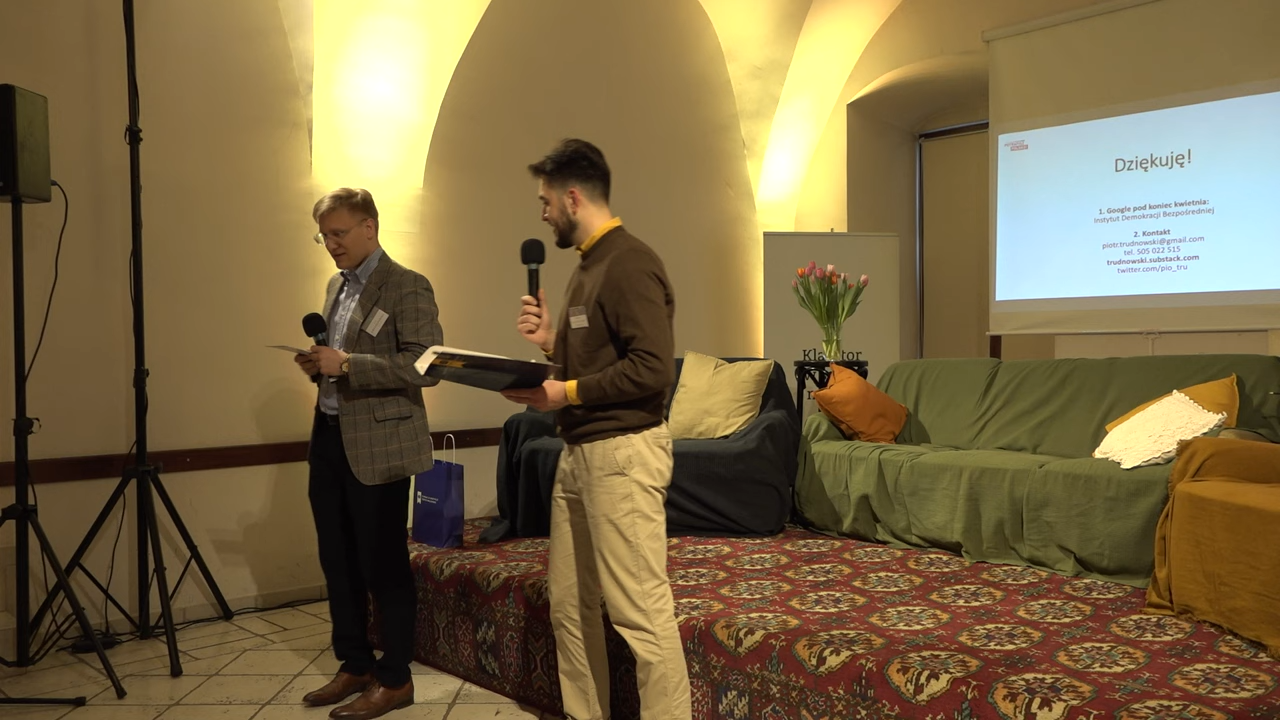 Dziękuję!
1. Google pod koniec kwietnia:
Instytut Demokracji Bezpośredniej
2. Kontakt
piotr.trudnowski@gmail.com
tel. 505 022 515
trudnowski.substack.com
twitter.com/pio_tru